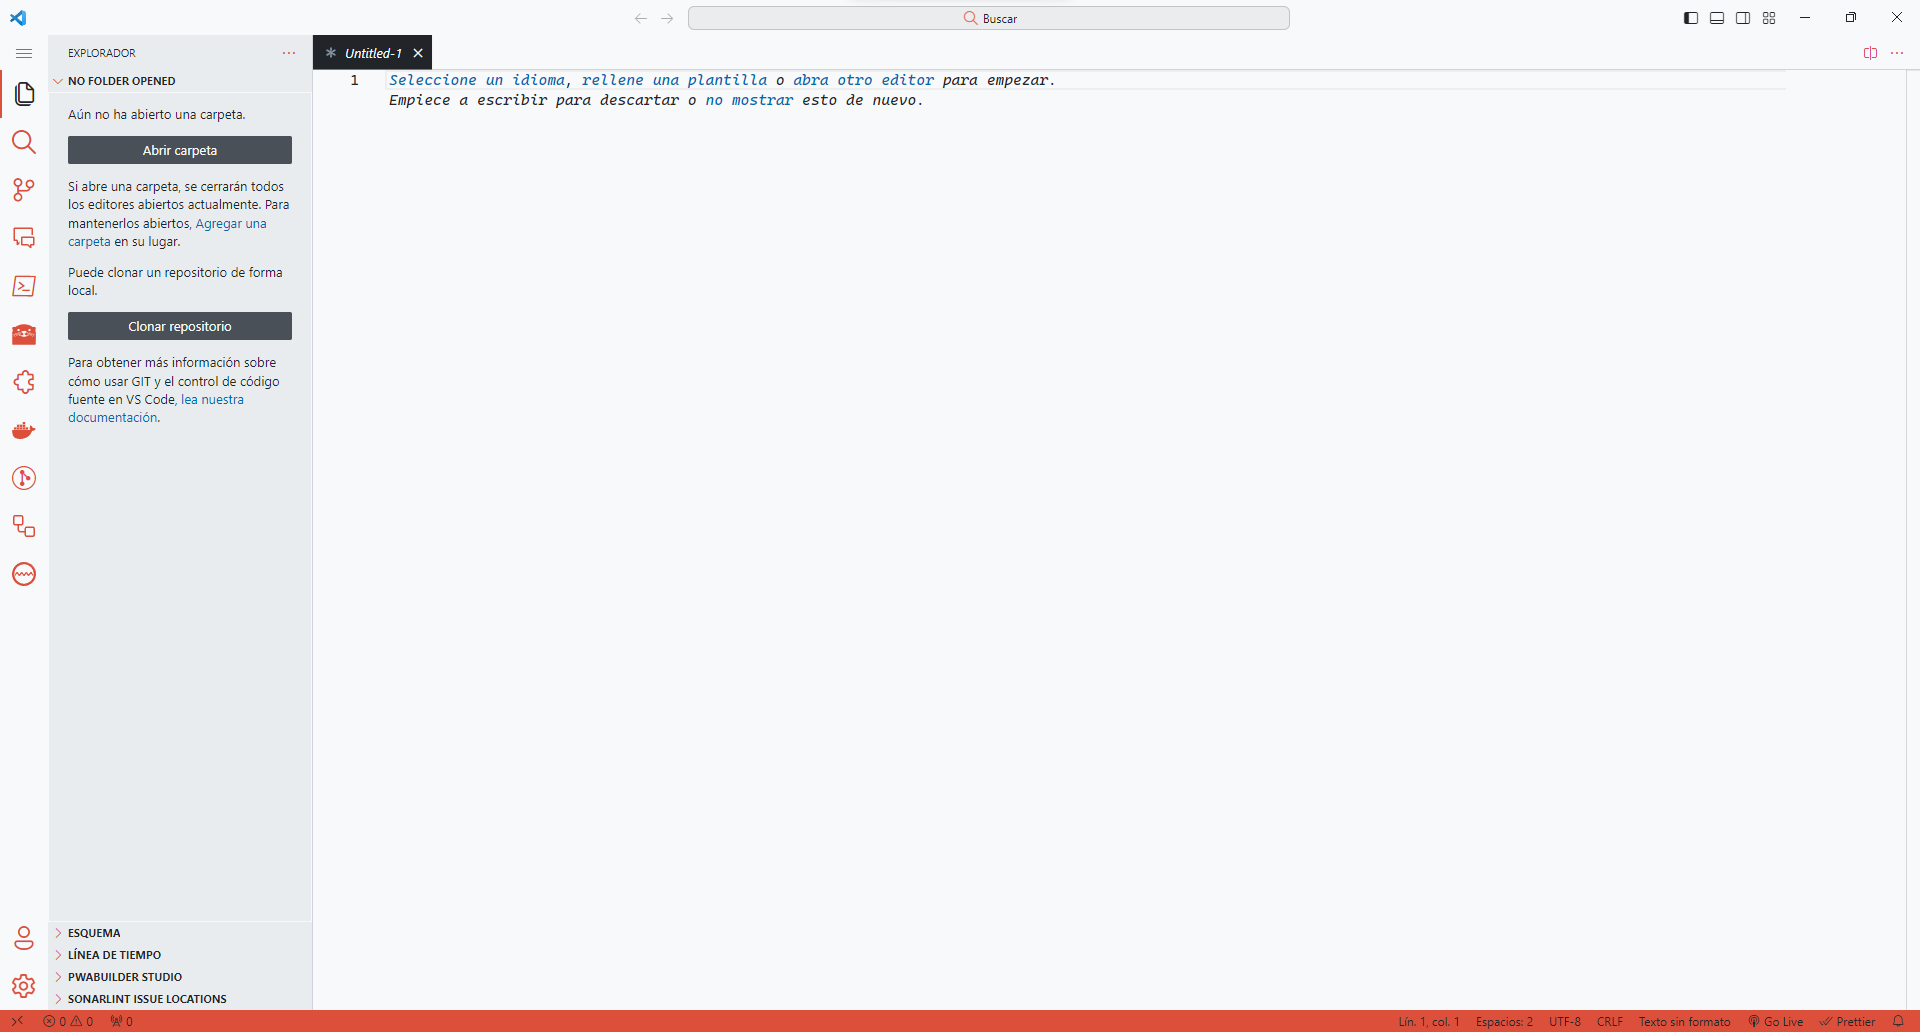 Buscar
EXPLORADOR
NO FOLDER OPENED
Aún no ha abierto una carpeta.
Abrir carpeta
Si abre una carpeta, se cerrarán todos
los editores abiertos actualmente. Para
mantenerlos abiertos, Agregar una
carpeta en su lugar.
Puede clonar un repositorio de forma
local.
Clonar repositorio
Para obtener más información sobre
cómo usar GIT y el control de código
fuente en VS Code, lea nuestra
documentación.
ESQUEMA
LÍNEA DE TIEMPO
PWABUILDER STUDIO
SONARLINT ISSUE LOCATIONS
Untitled-1
1 Seleccione un idioma, rellene una plantilla o abra otro editor para empezar.
Empiece a escribir para descartar o no mostrar esto de nuevo.
0 0 0 Lín. 1, col. 1 Espacios: 2 UTF-8 CRLF Texto sin formato Go Live Prettier